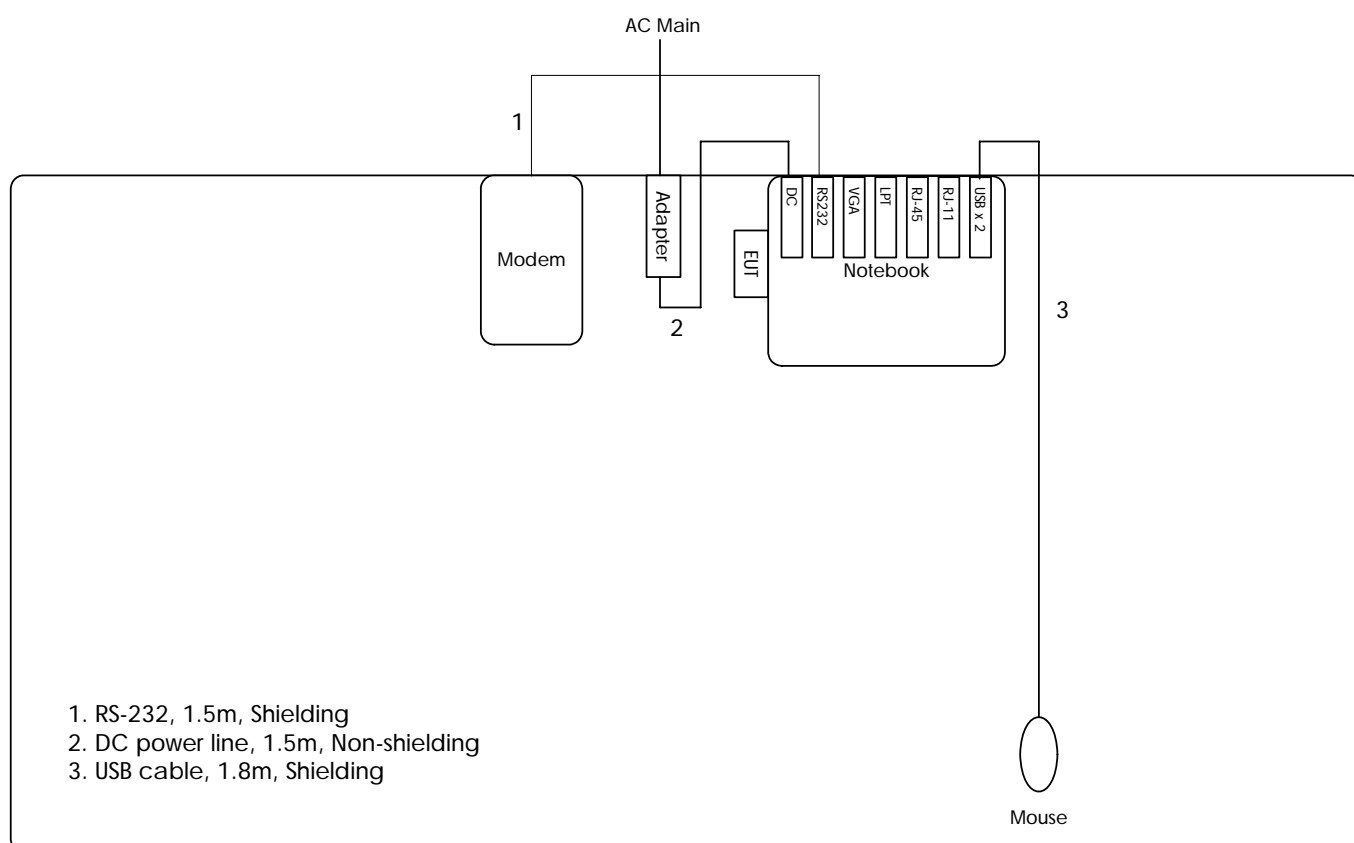 AC Main
1
Modem
Adapter
2
EUT
DC
RS232
VGA
LPT
RJ-45
RJ-11
USB x 2
Notebook
3
1. RS-232, 1.5m, Shielding
2. DC power line, 1.5m, Non-shielding
3. USB cable, 1.8m, Shielding
Mouse